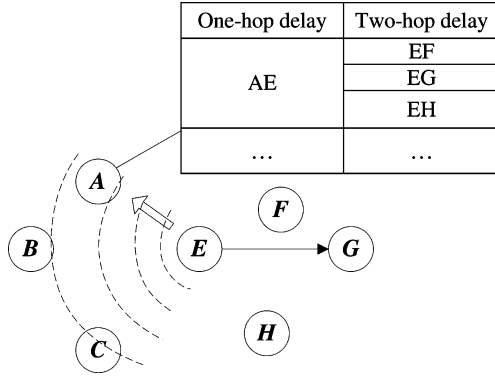 One-hop delay Two-hop delay
EF
AE EG
EH
... ...
A
F
B E G
H
C